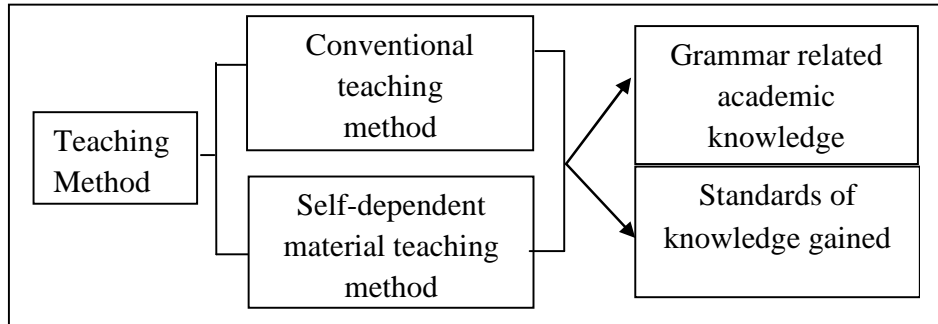 Teaching
Method
Conventional
teaching
method
Self-dependent
material teaching
method
Grammar related
academic
knowledge
Standards of
knowledge gained